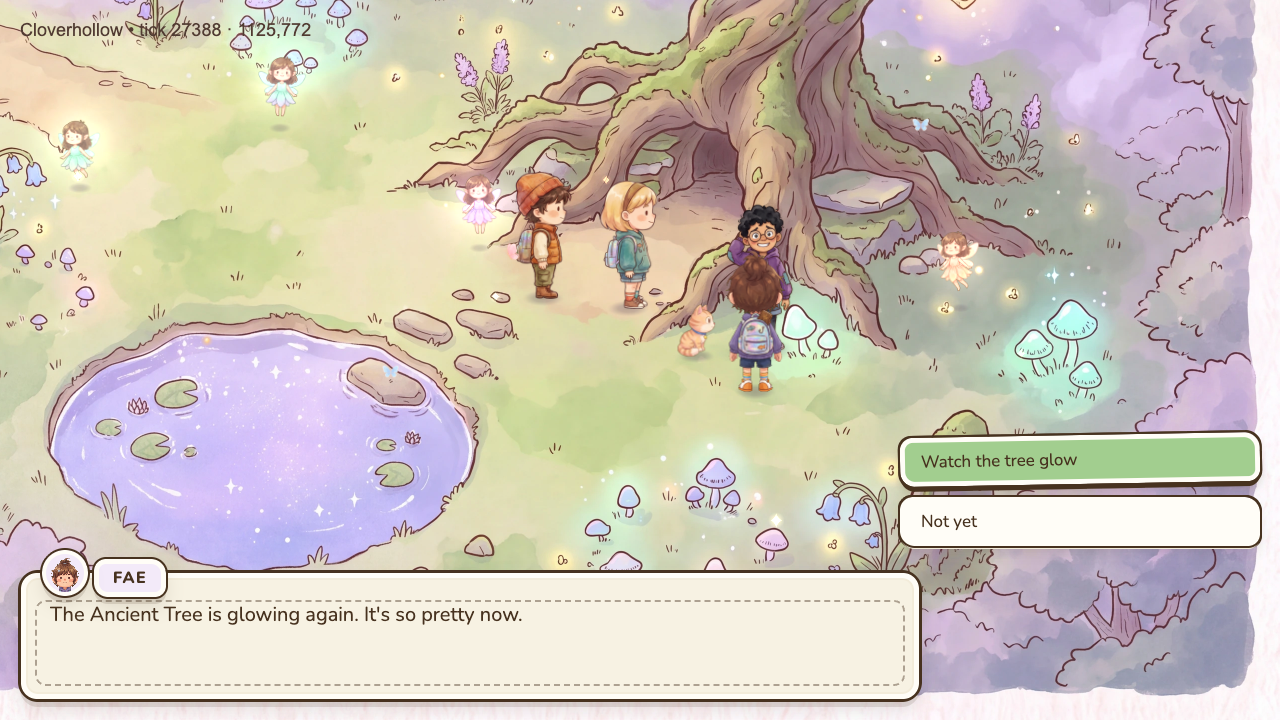 Cloverhollow • tick 27388 · 1125,772
Watch the tree glow
Not yet
FAE
The Ancient Tree is glowing again. It's so pretty now.